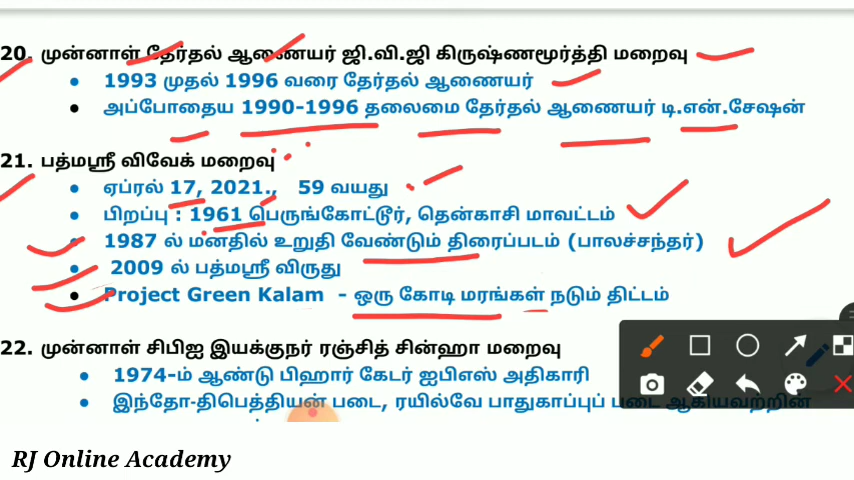 20. முன்னாள் தேர்தல் ஆணையர் ஜி.வி.ஜி கிருஷ்ணமூர்த்தி மறைவு
• 1993 முதல் 1996 வரை தேர்தல் ஆணையர்
• அப்போதைய 1990-1996 தலைமை தேர்தல் ஆணையர் டி.என்.சேஷன்
21. பத்மஸ்ரீ விவேக் மறைவு
• ஏப்ரல் 17, 2021., 59 வயது
• பிறப்பு : 1961 பெருங்கோட்டூர், தென்காசி மாவட்டம்
• 1987 ல் மனதில் உறுதி வேண்டும் திரைப்படம் (பாலச்சந்தர்)
• 2009 ல் பத்மஸ்ரீ விருது
• Project Green Kalam - ஒரு கோடி மரங்கள் நடும் திட்டம்
22. முன்னாள் சிபிஐ இயக்குநர் ரஞ்சித் சின்ஹா மறைவு
• 1974-ம் ஆண்டு பிஹார் கேடர் ஐபிஎஸ் அதிகாரி
• இந்தோ-திபெத்தியன் படை, ரயில்வே பாதுகாப்புப் படை ஆகியவற்றின்
RJ Online Academy